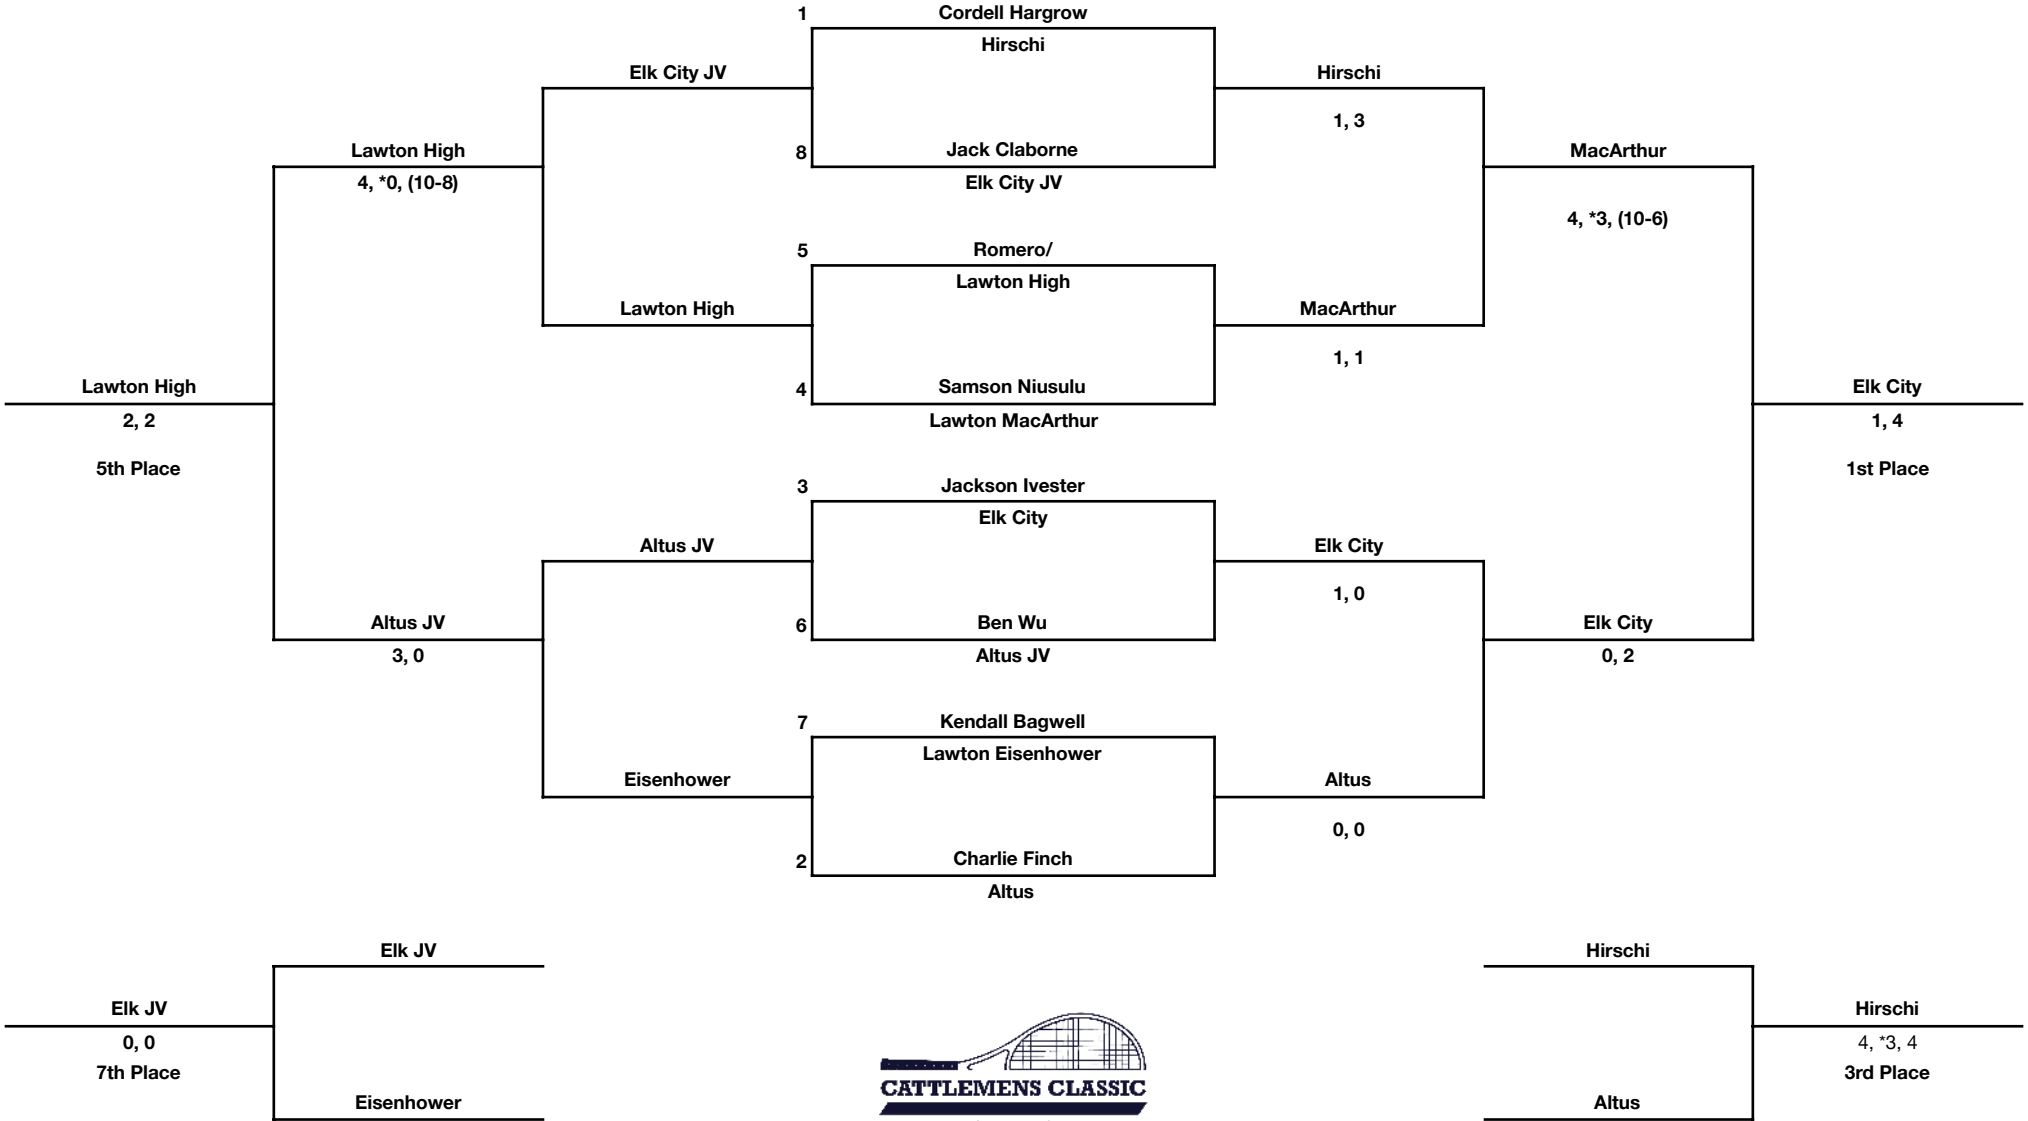 1
Cordell Hargrow
Hirschi
Elk City JV
Hirschi
1, 3
Lawton High
8
Jack Claborne
MacArthur
4, *0, (10-8)
Elk City JV
4, *3, (10-6)
5
Romero/
Lawton High
Lawton High
MacArthur
1, 1
Lawton High
4
Samson Niusulu
Elk City
2, 2
Lawton MacArthur
1, 4
5th Place
1st Place
3
Jackson Ivester
Elk City
Altus JV
Elk City
1, 0
Altus JV
6
Ben Wu
Elk City
3, 0
Altus JV
0, 2
7
Kendall Bagwell
Lawton Eisenhower
Eisenhower
Altus
0, 0
2
Charlie Finch
Altus
Elk JV
Hirschi
Elk JV
Hirschi
0, 0
4, *3, 4
7th Place
3rd Place
CATTLEMENS CLASSIC
Eisenhower
Altus